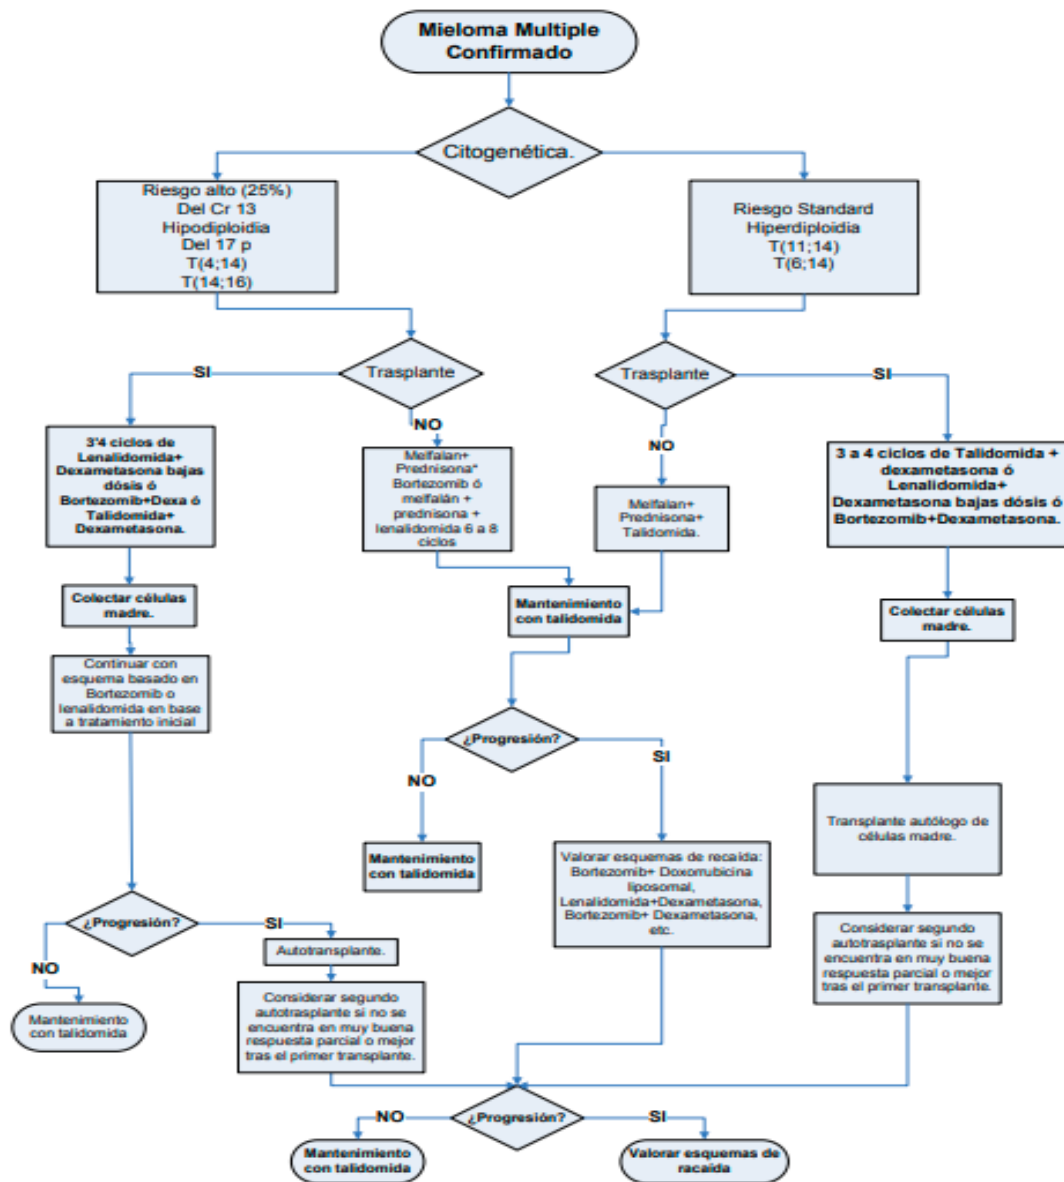 Mieloma Multiple
Confirmado
Citogenética.
Riesgo alto (25%)
Del Cr 13
Hipodiploidia
Del 17 p
T(4;14)
T(14;16)
Riesgo Standard
Hiperdiploidia
T(11;14)
T(6;14)
SI
Trasplante
NO
Trasplante
SI
NO
3'4 ciclos de
Lenalidomida+
Dexametasona bajas
dósis ó
Bortezomib+Dexa ó
Talidomida+
Dexametasona.
Melfalan+
Prednisona*
Bortezomib ó
melfalán +
prednisona +
lenalidomida 6 a 8
ciclos
Melfalan+
Prednisona+
Talidomida.
3 a 4 ciclos de Talidomida +
dexametasona ó
Lenalidomida+
Dexametasona bajas dósis ó
Bortezomib+Dexametasona.
Colectar células
madre.
Mantenimiento
con talidomida
Colectar células
madre.
Continuar con
esquema basado en
Bortezomib o
lenalidomida en base
a tratamiento inicial
¿Progresión?
NO
SI
Mantenimiento
con talidomida
Valorar esquemas de recaída:
Bortezomib+ Doxorrubicina
liposomal,
Lenalidomida+Dexametasona,
Bortezomib+ Dexametasona,
etc.
Transplante autólogo de
células madre.
¿Progresión?
SI
NO
Autotransplante.
Mantenimiento
con talidomida
Considerar segundo
autotrasplante si no se
encuentra en muy buena
respuesta parcial o mejor
tras el primer transplante.
Considerar segundo
autotrasplante si no se
encuentra en muy buena
respuesta parcial o mejor
tras el primer transplante.
NO
¿Progresión?
SI
Mantenimiento
con talidomida
Valorar esquemas de
racaída